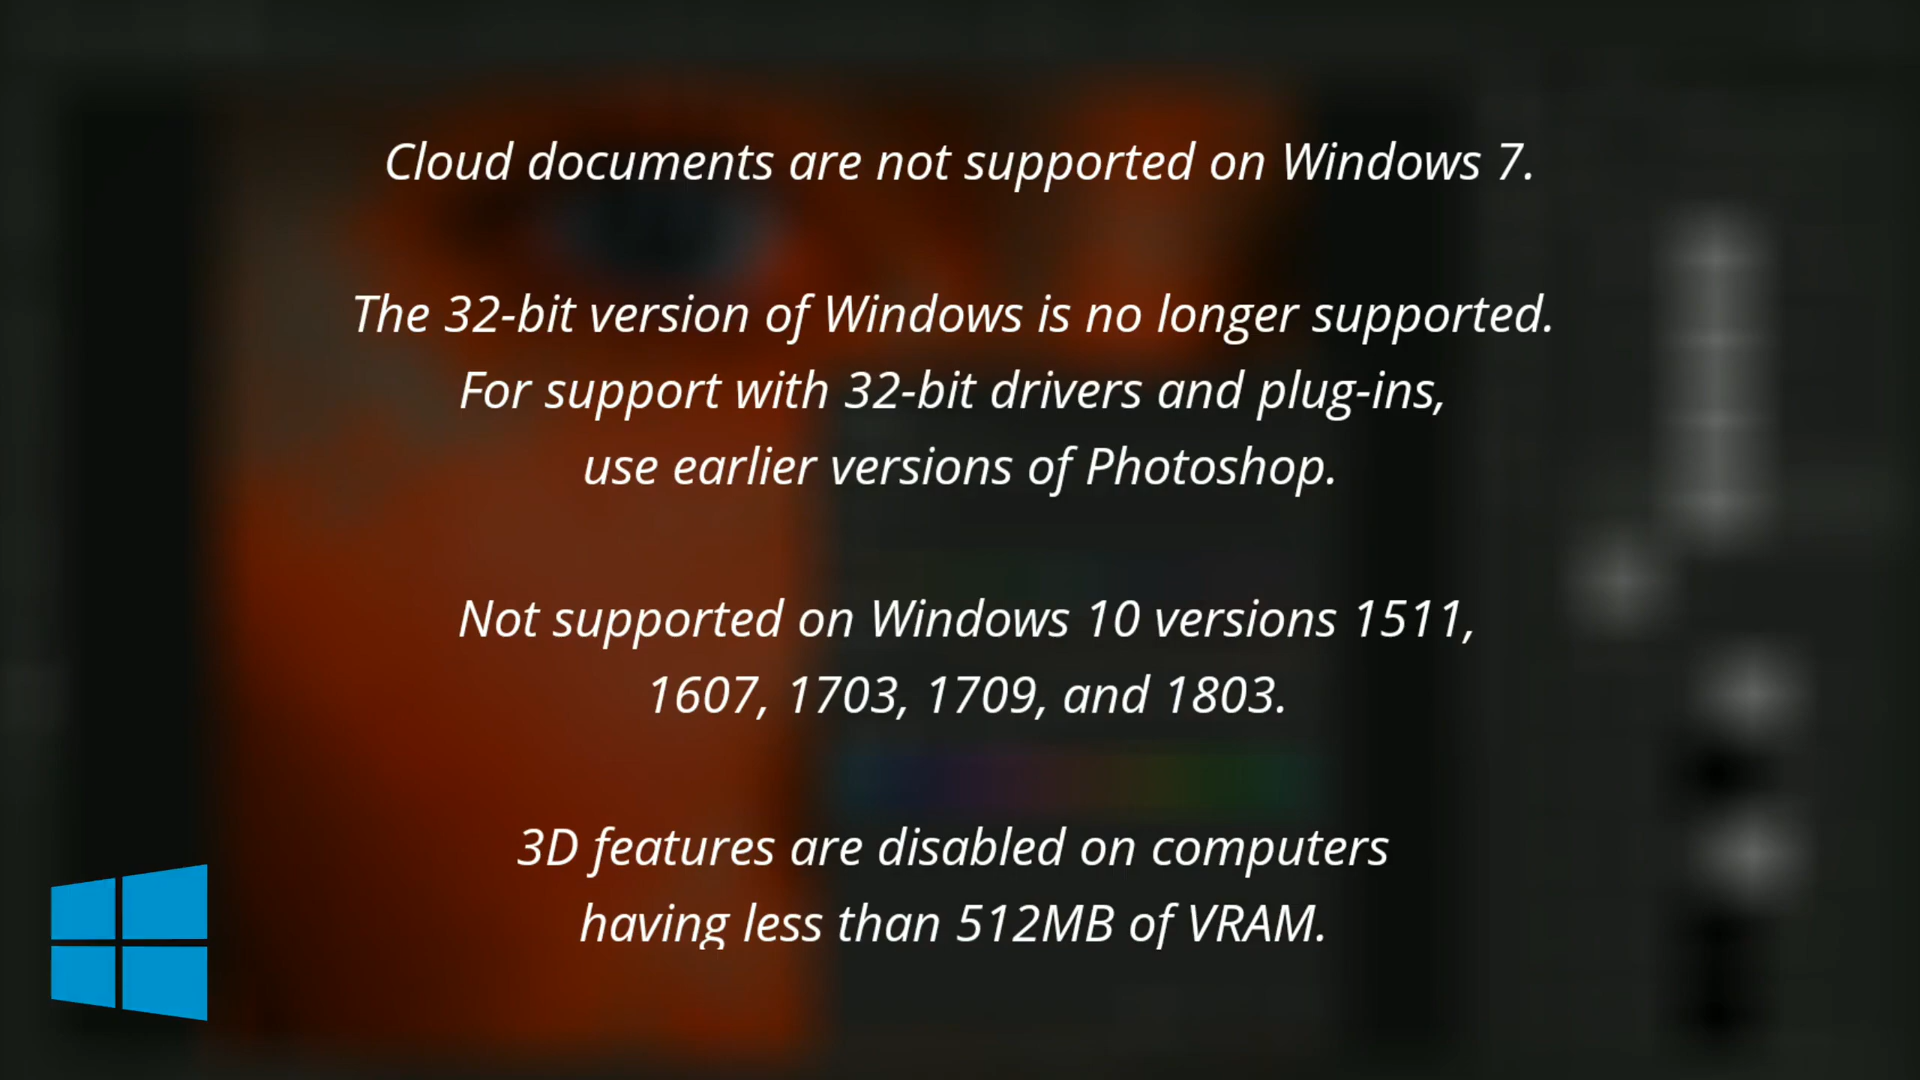 Cloud documents are not supported on Windows 7.
The 32-bit version of Windows is no longer supported.
For support with 32-bit drivers and plug-ins,
use earlier versions of Photoshop.
Not supported on Windows 10 versions 1511,
1607, 1703, 1709, and 1803.
3D features are disabled on computers
having less than 512MB of VRAM.